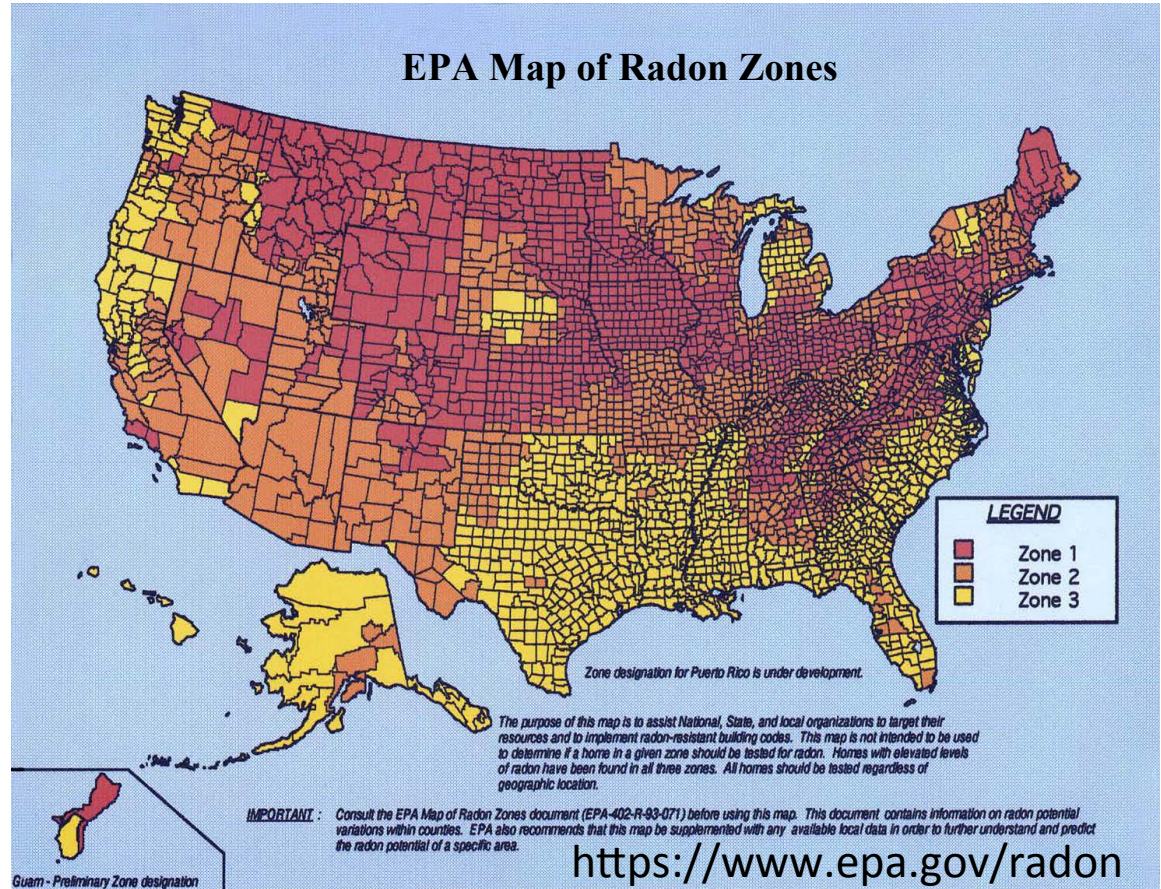 EPA Map of Radon Zones
LEGEND
Zone 1
Zone 2
Zone 3
Zone designation for Puerto Rico is under development.
The purpose of this map is to assist National, State, and local organizations to target their
resources and to implement radon-resistant building codes. This map is not intended to be used
to determine if a home in a given zone should be tested for radon. Homes with elevated levels
of radon have been found in all three zones. All homes should be tested regardless of
geographic location.
IMPORTANT : Consult the EPA Map of Radon Zones document (EPA-402-R-93-071) before using this map. This document contains information on radon potential
variations within counties. EPA also recommends that this map be supplemented with any available local data in order to further understand and predict
the radon potential of a specific area.
https://www.epa.gov/radon
Guam - Preliminary Zone designation